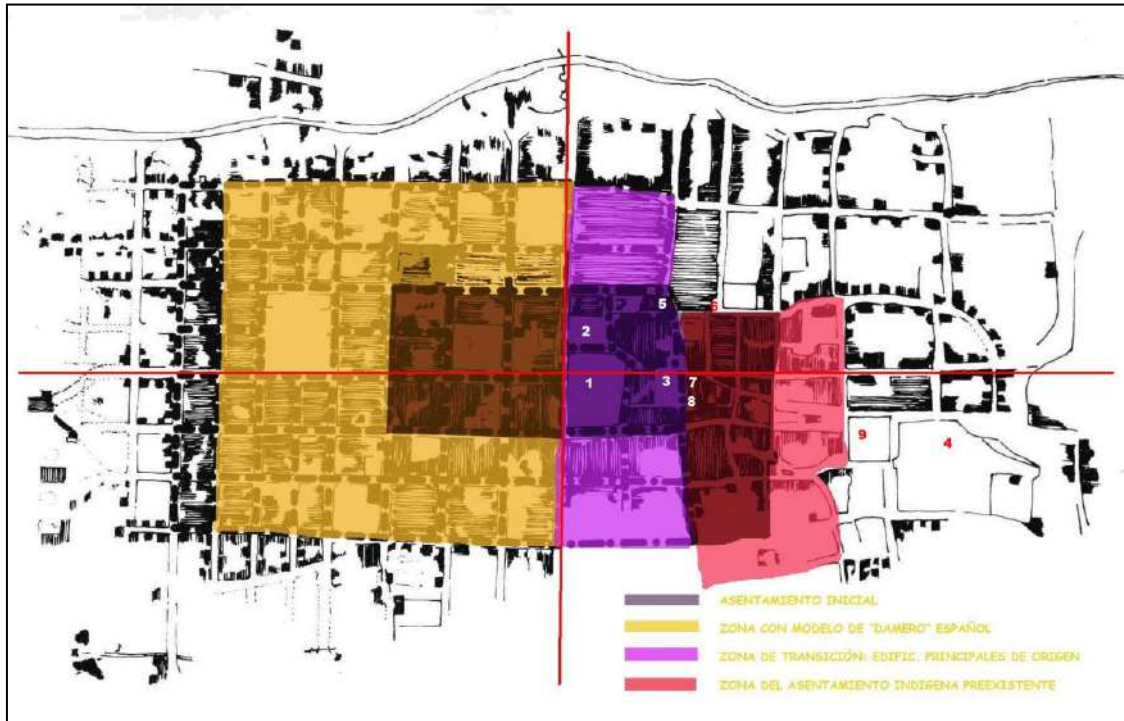 5
6
2
1
3
7
8
9
4
ASENTAMIENTO INICIAL
ZONA CON MODELO DE "DAMERO" ESPAÑOL
ZONA DE TRANSICIÓN: EDIFIC. PRINCIPALES DE ORIGEN
ZONA DEL ASENTAMIENTO INDIGENA PREEXISTENTE